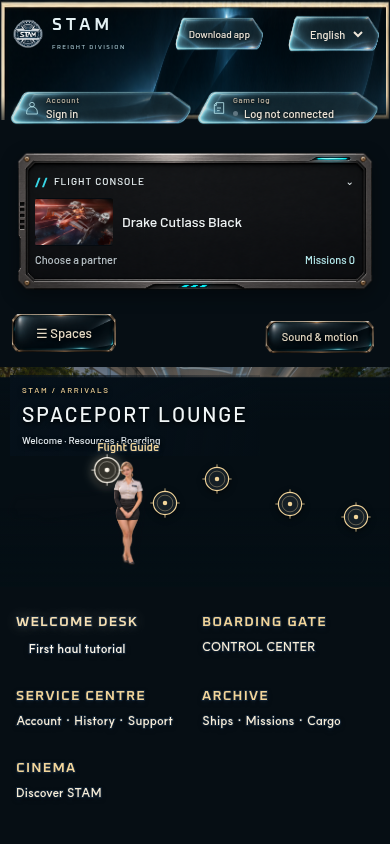 STAM
FREIGHT DIVISION
Download app
English
Account
Sign in
Game log
Log not connected
// FLIGHT CONSOLE
Drake Cutlass Black
Choose a partner
Missions 0
☰ Spaces
Sound & motion
STAM / ARRIVALS
SPACEPORT LOUNGE
Welcome · Resources · Boarding
Flight Guide
WELCOME DESK
First haul tutorial
BOARDING GATE
CONTROL CENTER
SERVICE CENTRE
Account · History · Support
ARCHIVE
Ships · Missions · Cargo
CINEMA
Discover STAM